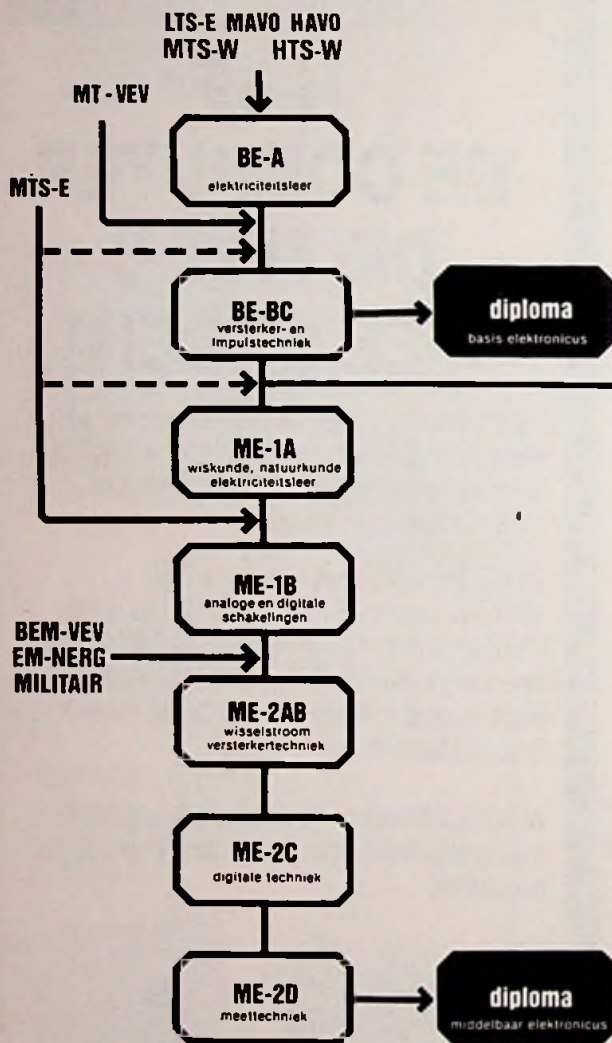 LTS-E MAVO HAVO
MTS-W HTS-W
MT-VEV
BE-A
elektriciteitsleer
MTS-E
BE-BC
versterker- en
impulstechniek
diploma
basis elektronicus
ME-1A
wiskunde, natuurkunde
elektriciteitsleer
ME-1B
analoge en digitale
schakelingen
BEM-VEV
EM-NERG
MILITAIR
ME-2AB
wisselstroom
versterkertechniek
ME-2C
digitale techniek
ME-2D
meettechniek
diploma
middelbaar elektronicus